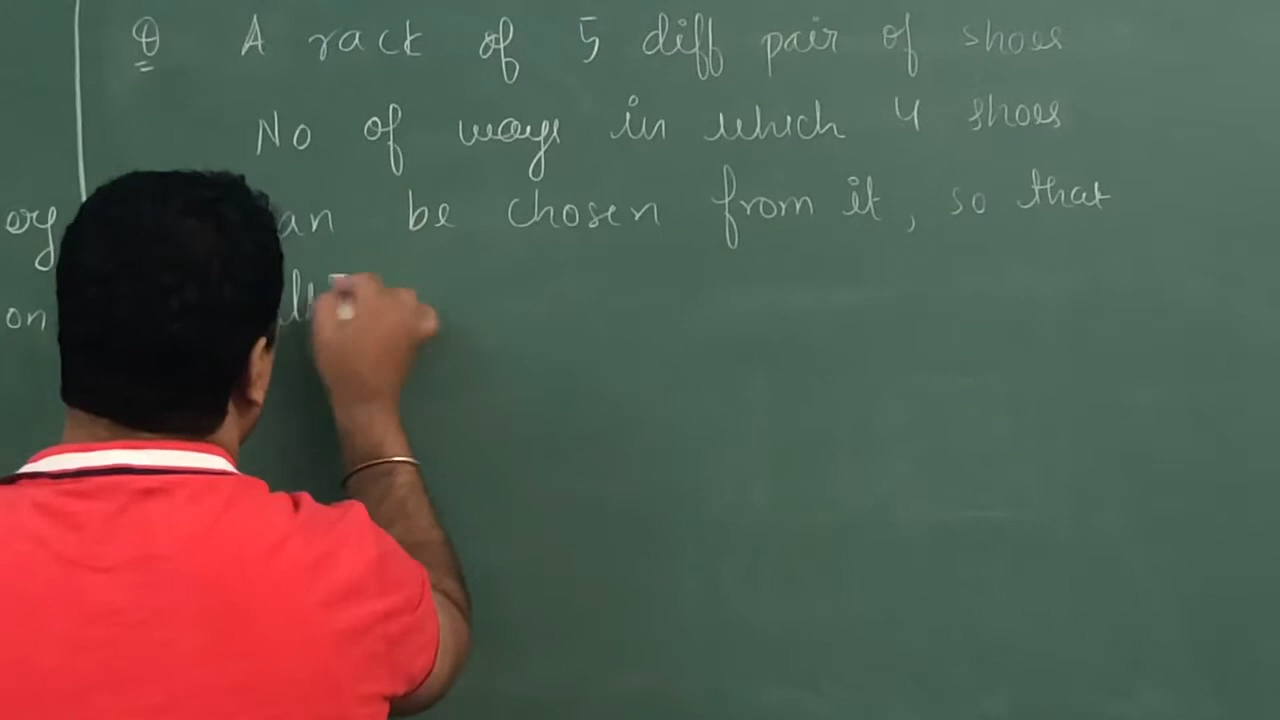 Q A rack of 5 diff pair of shoes
No of ways in which 4 shoes
an be chosen from it, so that
on